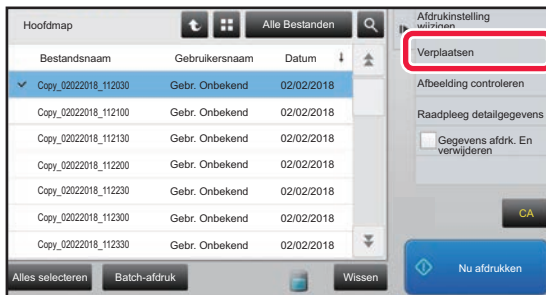 Hoofdmap
Alle Bestanden
Bestandsnaam Gebruikersnaam Datum
Copy_02022018_112030 Gebr. Onbekend 02/02/2018
Copy_02022018_112100 Gebr. Onbekend 02/02/2018
Copy_02022018_112130 Gebr. Onbekend 02/02/2018
Copy_02022018_112200 Gebr. Onbekend 02/02/2018
Copy_02022018_112230 Gebr. Onbekend 02/02/2018
Copy_02022018_112300 Gebr. Onbekend 02/02/2018
Copy_02022018_112330 Gebr. Onbekend 02/02/2018
Alles selecteren Batch-afdruk Wissen
Afdrukinstelling
wijzigen
Verplaatsen
Afbeelding controleren
Raadpleeg detailgegevens
Gegevens afdrk. En
verwijderen
CA
Nu afdrukken